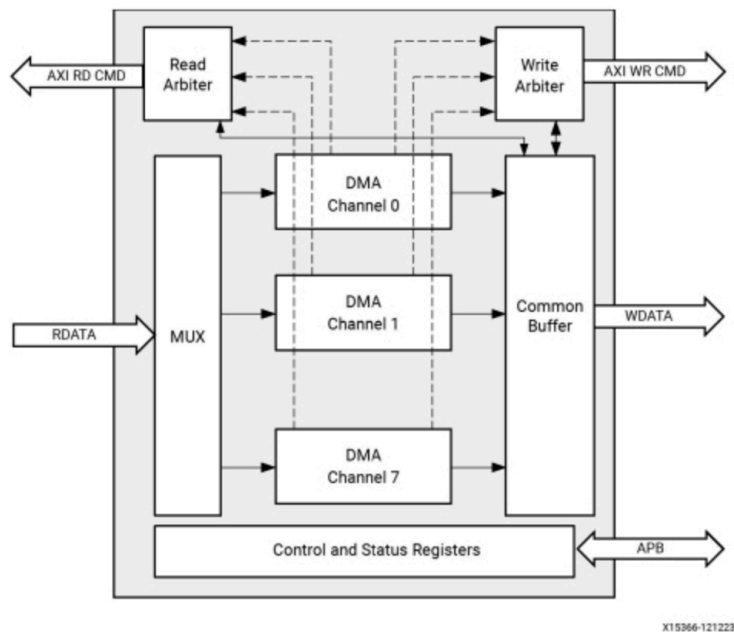 AXI RD CMD
Read
Arbiter
Write
Arbiter
AXI WR CMD
DMA
Channel 0
DMA
Channel 1
Common
Buffer
WDATA
RDATA
MUX
DMA
Channel 7
Control and Status Registers
APB
X15366-121223